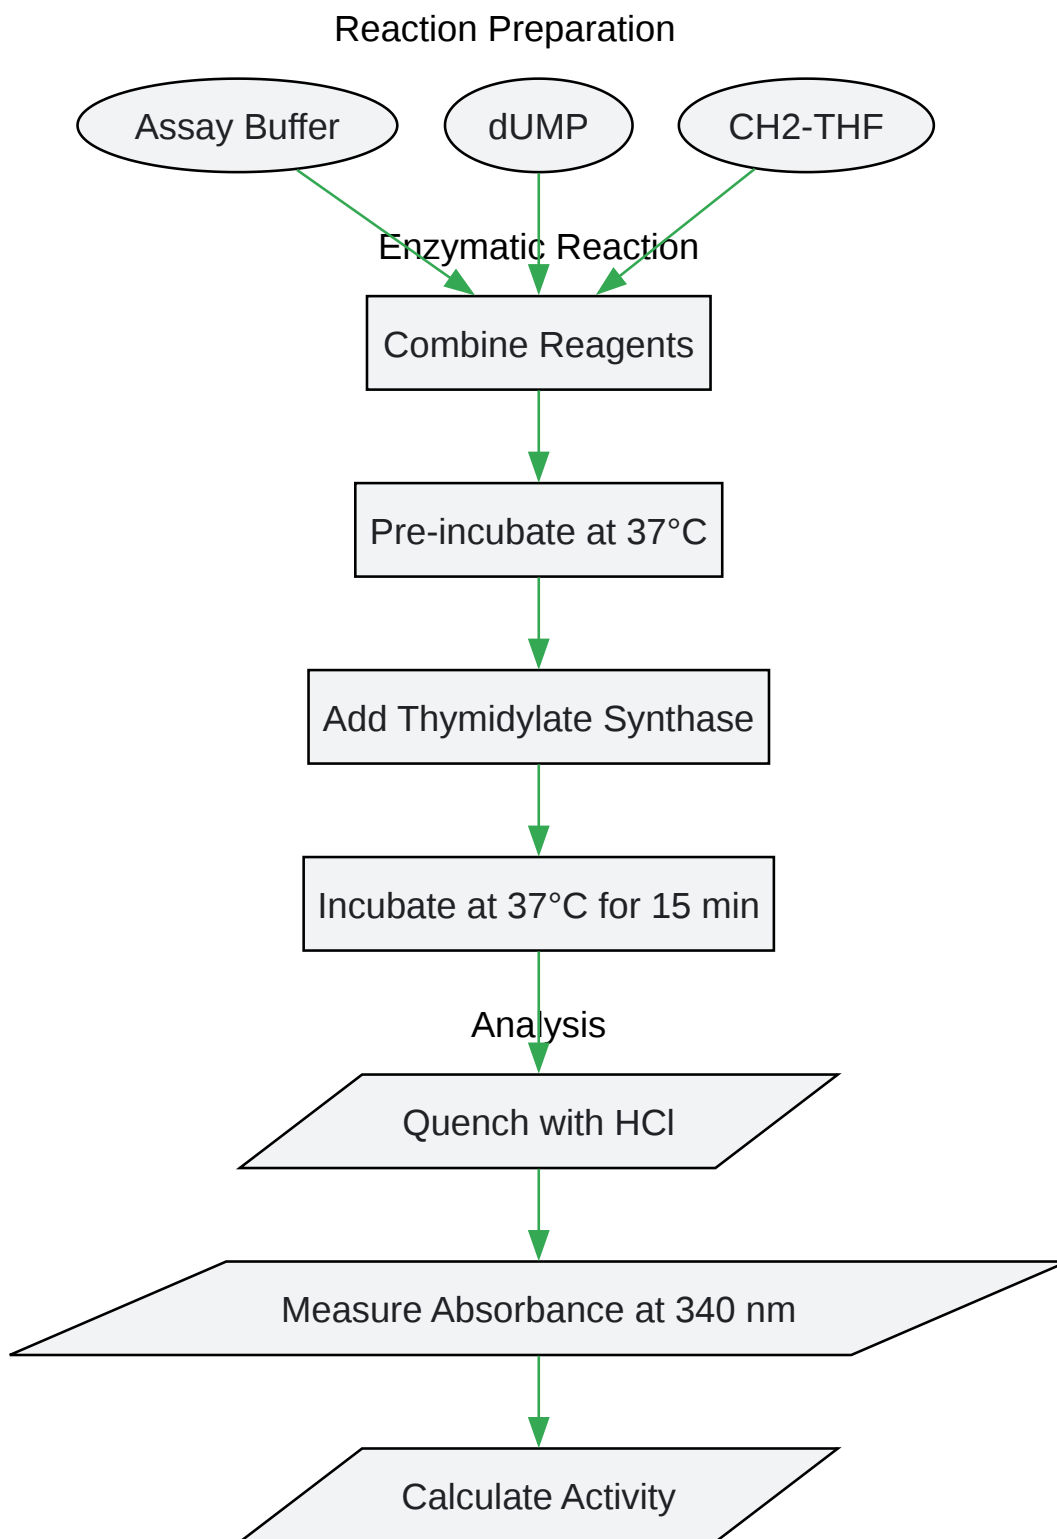 Reaction Preparation
Assay Buffer
dUMP
CH2-THF
Enzymatic Reaction
Combine Reagents
Pre-incubate at 37°C
Add Thymidylate Synthase
Incubate at 37°C for 15 min
Analysis
Quench with HCl
Measure Absorbance at 340 nm
Calculate Activity